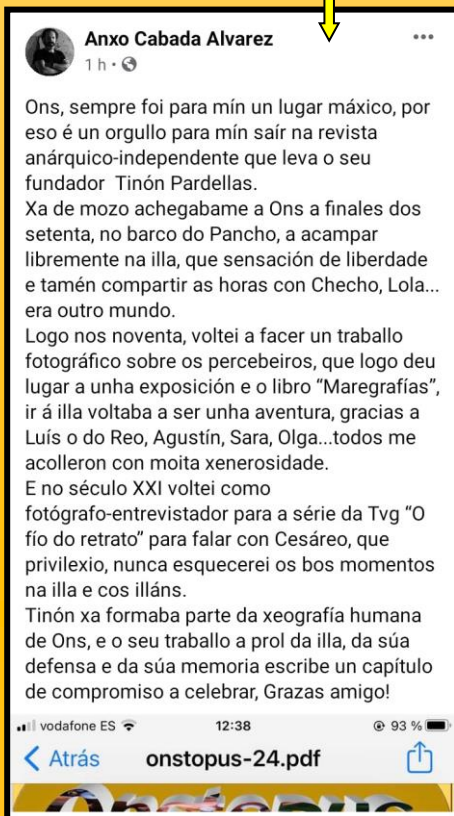 Anxo Cabada Alvarez
1 h
Ons, sempre foi para mín un lugar máxico, por
eso é un orgullo para mín saír na revista
anárquico-independente que leva o seu
fundador Tinón Pardellas.
Xa de mozo achegabame a Ons a finales dos
setenta, no barco do Pancho, a acampar
libremente na illa, que sensación de liberdade
e tamén compartir as horas con Checho, Lola...
era outro mundo.
Logo nos noventa, voltei a facer un traballo
fotográfico sobre os percebeiros, que logo deu
lugar a unha exposición e o libro “Maregrafías”,
ir á illa voltaba a ser unha aventura, gracias a
Luís o do Reo, Agustín, Sara, Olga...todos me
acolleron con moita xenerosidade.
E no século XXI voltei como
fotógrafo-entrevistador para a série da Tvg “O
fío do retrato” para falar con Cesáreo, que
privilexio, nunca esquecerei os bos momentos
na illa e cos illáns.
Tinón xa formaba parte da xeografía humana
de Ons, e o seu traballo a prol da illa, da súa
defensa e da súa memoria escribe un capítulo
de compromiso a celebrar, Grazas amigo!
vodafone ES 12:38 93 %
Atrás onstopus-24.pdf
Onstopus